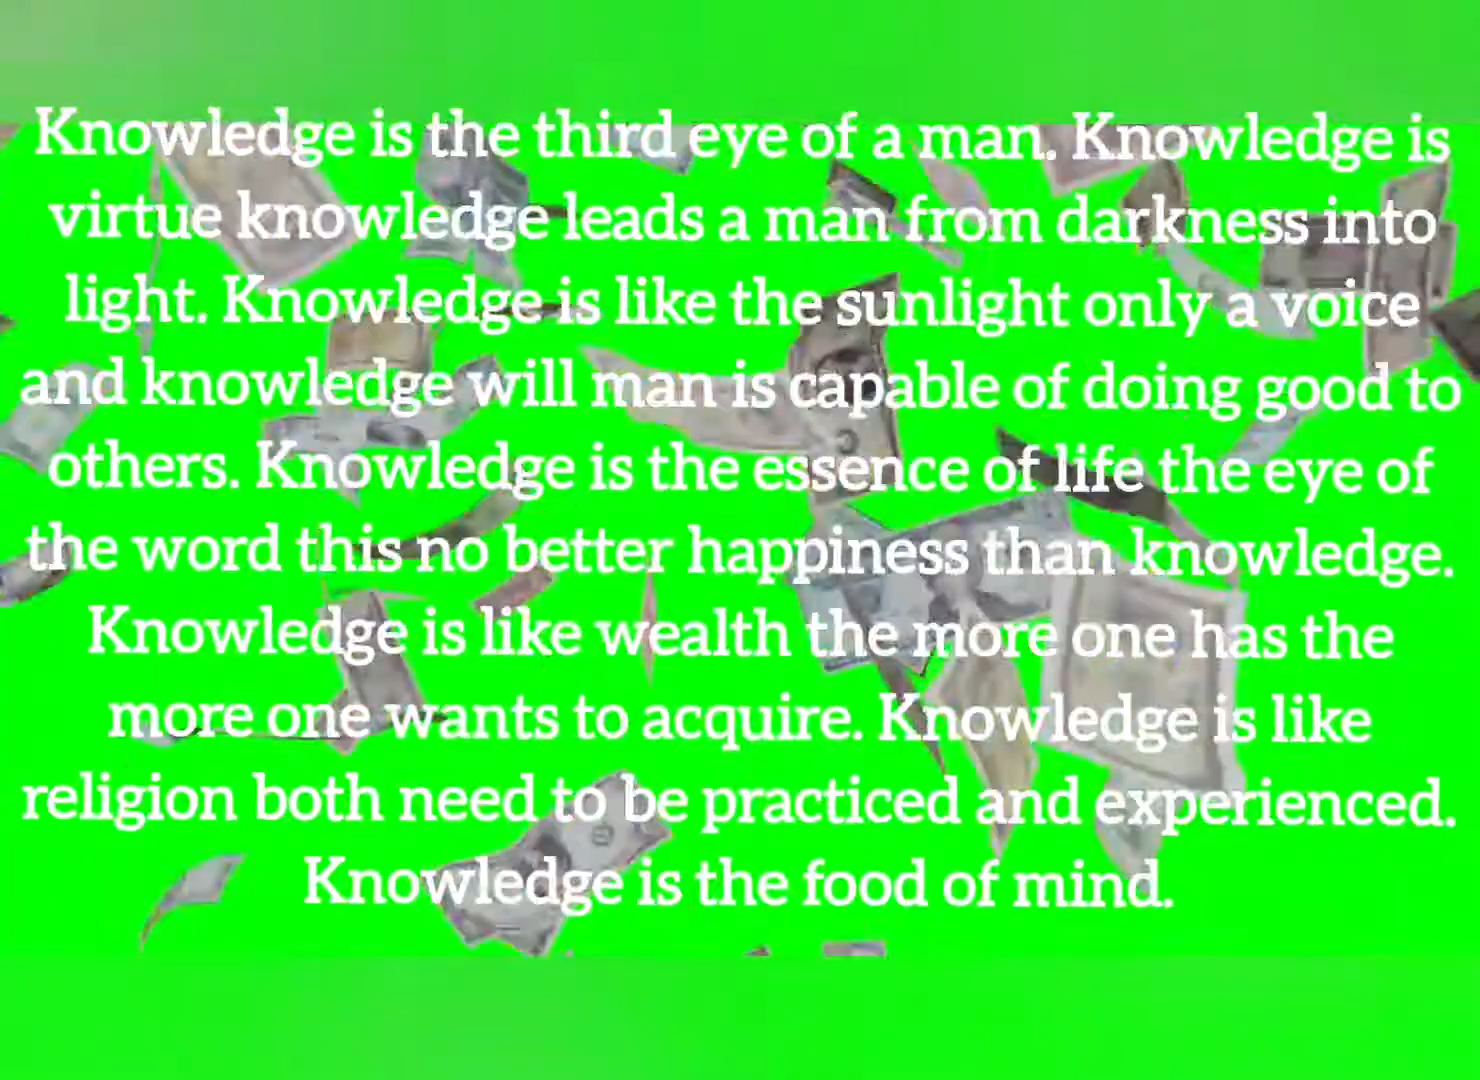 Knowledge is the third eye of a man. Knowledge is
virtue knowledge leads a man from darkness into
light. Knowledge is like the sunlight only a voice
and knowledge will man is capable of doing good to
others. Knowledge is the essence of life the eye of
the word this no better happiness than knowledge.
Knowledge is like wealth the more one has the
more one wants to acquire. Knowledge is like
religion both need to be practiced and experienced.
Knowledge is the food of mind.